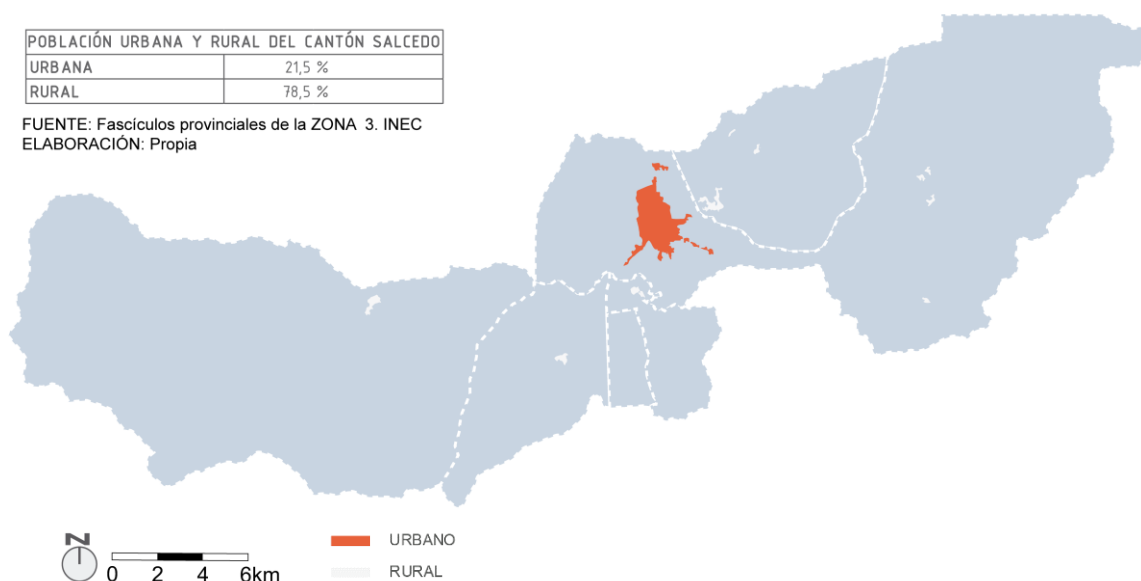 POBLACIÓN URBANA Y RURAL DEL CANTÓN SALCEDO
URBANA 21,5 %
RURAL 78,5 %
FUENTE: Fascículos provinciales de la ZONA 3. INEC
ELABORACIÓN: Propia
N
0 2 4 6km
URBANO
RURAL